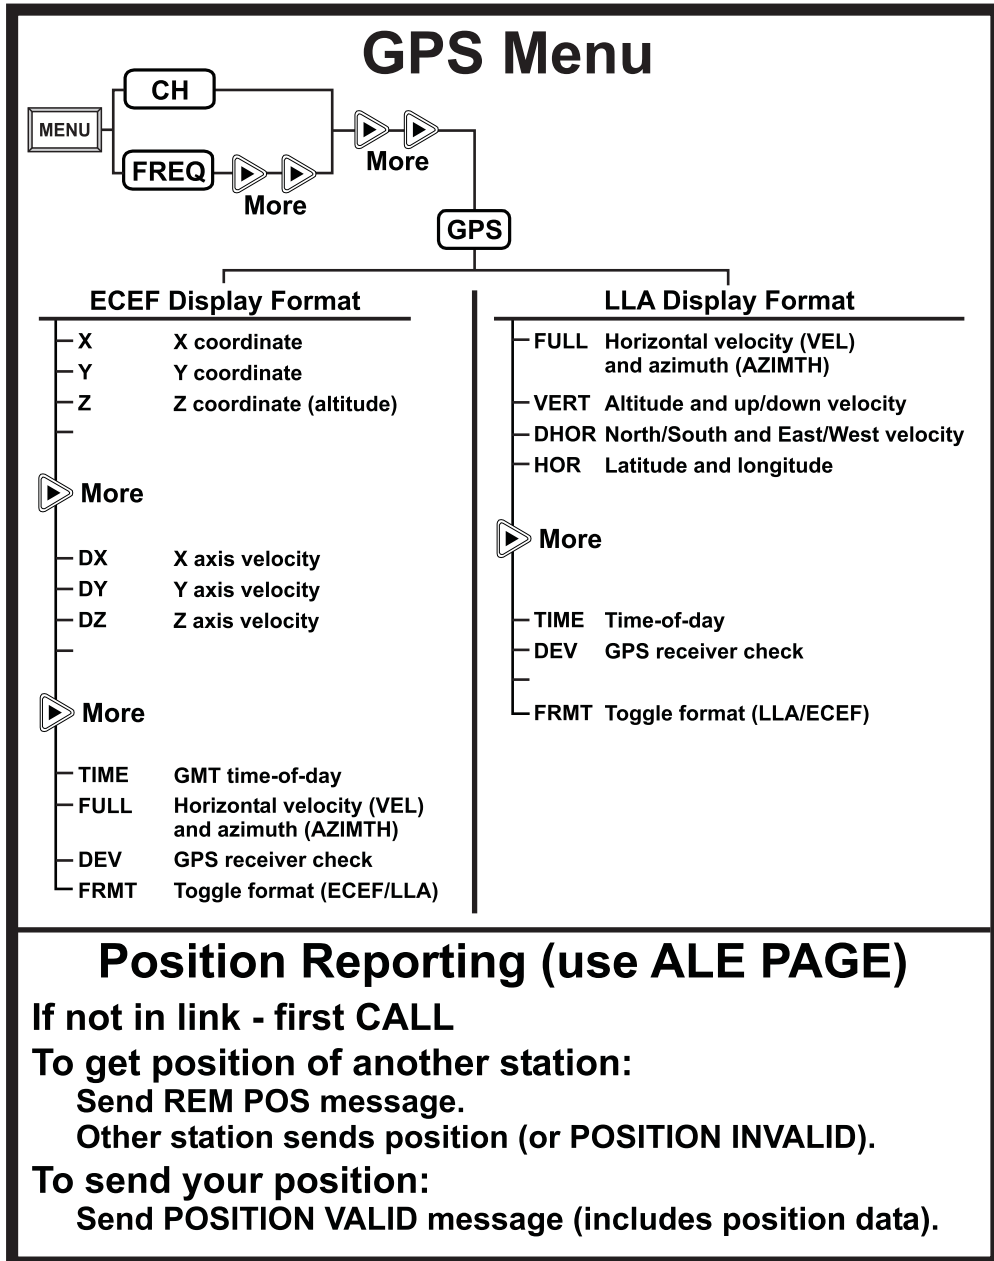 GPS Menu
MENU
CH
FREQ
More
More
GPS
ECEF Display Format
X X coordinate
Y Y coordinate
Z Z coordinate (altitude)
More
DX X axis velocity
DY Y axis velocity
DZ Z axis velocity
More
TIME GMT time-of-day
FULL Horizontal velocity (VEL)
and azimuth (AZIMTH)
DEV GPS receiver check
FRMT Toggle format (ECEF/LLA)
LLA Display Format
FULL Horizontal velocity (VEL)
and azimuth (AZIMTH)
VERT Altitude and up/down velocity
DHOR North/South and East/West velocity
HOR Latitude and longitude
More
TIME Time-of-day
DEV GPS receiver check
FRMT Toggle format (LLA/ECEF)
Position Reporting (use ALE PAGE)
If not in link - first CALL
To get position of another station:
Send REM POS message.
Other station sends position (or POSITION INVALID).
To send your position:
Send POSITION VALID message (includes position data).